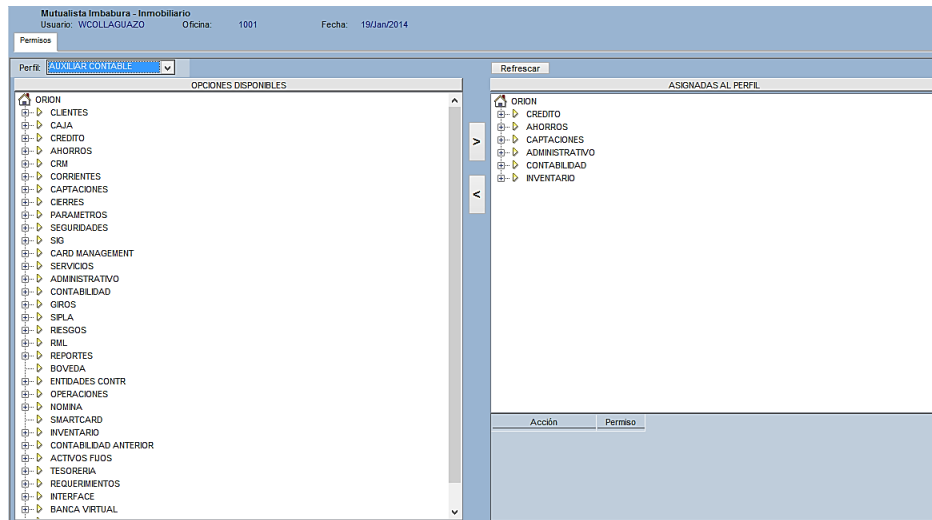 Mutualista Imbabura - Inmobiliario
Usuario: WCOLLAGUAZO Oficina: 1001 Fecha: 19/Jan/2014
Permisos
Perfil: AUXILIAR CONTABLE
Refrescar
OPCIONES DISPONIBLES
ORION
CLIENTES
CAJA
CREDITO
AHORROS
CRM
CORRIENTES
CAPTACIONES
CIERRES
PARAMETROS
SEGURIDADES
SIG
CARD MANAGEMENT
SERVICIOS
ADMINISTRATIVO
CONTABILIDAD
GIROS
SIPLA
RIESGOS
RML
REPORTES
BOVEDA
ENTIDADES CONTR
OPERACIONES
NOMINA
SMARTCARD
INVENTARIO
CONTABILIDAD ANTERIOR
ACTIVOS FIJOS
TESORERIA
REQUERIMIENTOS
INTERFACE
BANCA VIRTUAL
>
<
ASIGNADAS AL PERFIL
ORION
CREDITO
AHORROS
CAPTACIONES
ADMINISTRATIVO
CONTABILIDAD
INVENTARIO
Acción Permiso